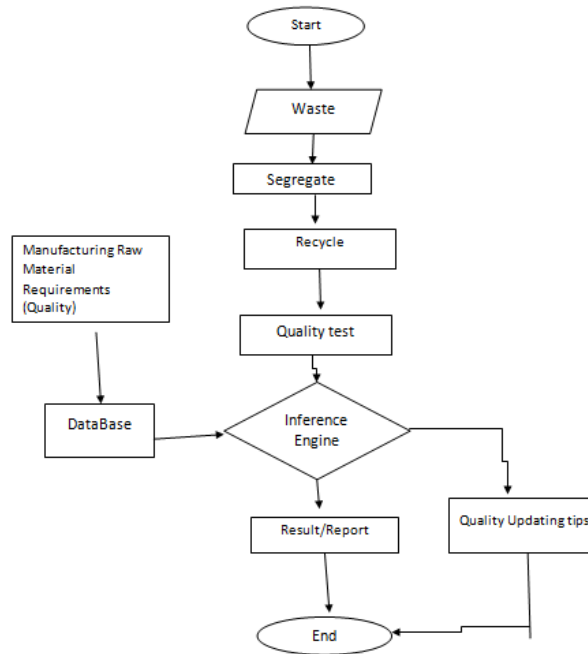 Start
Waste
Segregate
Recycle
Manufacturing Raw
Material
Requirements
(Quality)
Quality test
DataBase
Inference
Engine
Result/Report
Quality Updating tips
End